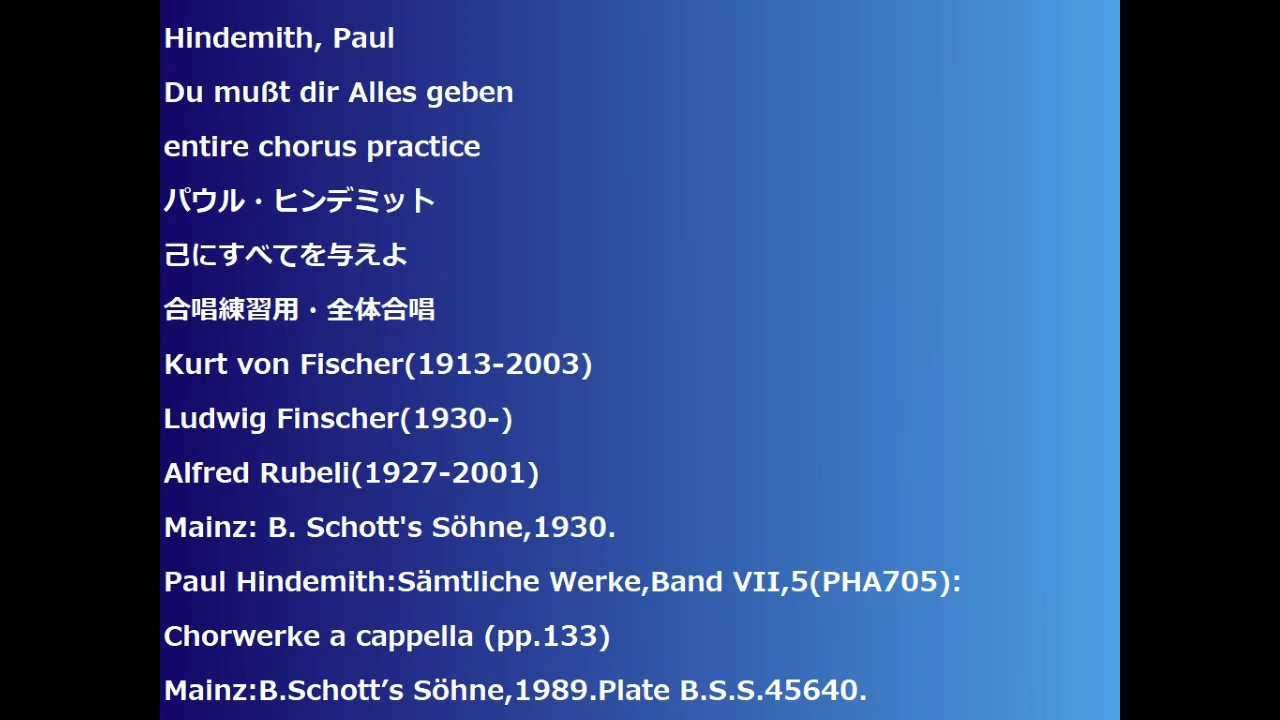 Hindemith, Paul
Du mußt dir Alles geben
entire chorus practice
パウル・ヒンデミット
己にすべてを与えよ
合唱練習用・全体合唱
Kurt von Fischer(1913-2003)
Ludwig Finscher(1930-)
Alfred Rubeli(1927-2001)
Mainz: B. Schott's Söhne,1930.
Paul Hindemith:Sämtliche Werke,Band VII,5(PHA705):
Chorwerke a cappella (pp.133)
Mainz:B.Schott’s Söhne,1989.Plate B.S.S.45640.